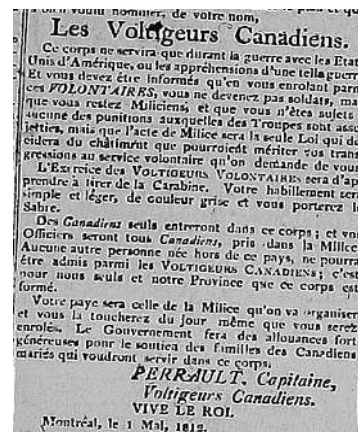 a on il voulu nommer, de votre nom,
Les Voltigeurs Canadiens.
Ce corps ne servira que durant la guerre avec les Etats
Unis d'Amérique, ou les appréhensions d'une telle guerre
Et vous devez être informés qu'en vous enrolant parmi
ces VOLONTAIRES, vous ne devenez pas soldats, mais
que vous restez Miliciens, et que vous n'êtes sujets à
aucune des punitions auxquelles des Troupes sont assu-
jetties, mais que l'acte de Milice sera la seule Loi qui dé-
cidera du châtiment que pourroient mériter vos trans-
gressions au service volontaire qu'on demande de vous
L'Exercice des VOLTIGEURS VOLONTAIRES sera d'ap-
prendre à tirer de la Carabine. Votre habillement sera
simple et léger, de couleur grise et vous porterez le
Sabre.
Des Canadiens seuls entreront dans ce corps; et vos
Officiers seront tous Canadiens, pris dans la Milice
Aucune autre personne née hors de ce pays, ne pourra
être admis parmi les VOLTIGEURS CANADIENS; c'est
pour nous seuls et notre Province que ce corps est
formé.
Votre paye sera celle de la Milice qu'on va organiser
et vous la toucherez du jour même que vous serez
enrolés. Le Gouvernement fera des allouances fort
généreuses pour le soutien des familles des Canadiens
mariés qui voudront servir dans ce corps.
PERRAULT, Capitaine,
Voltigeurs Canadiens.
VIVE LE ROI.
Montréal, le 1 Mai, 1812.